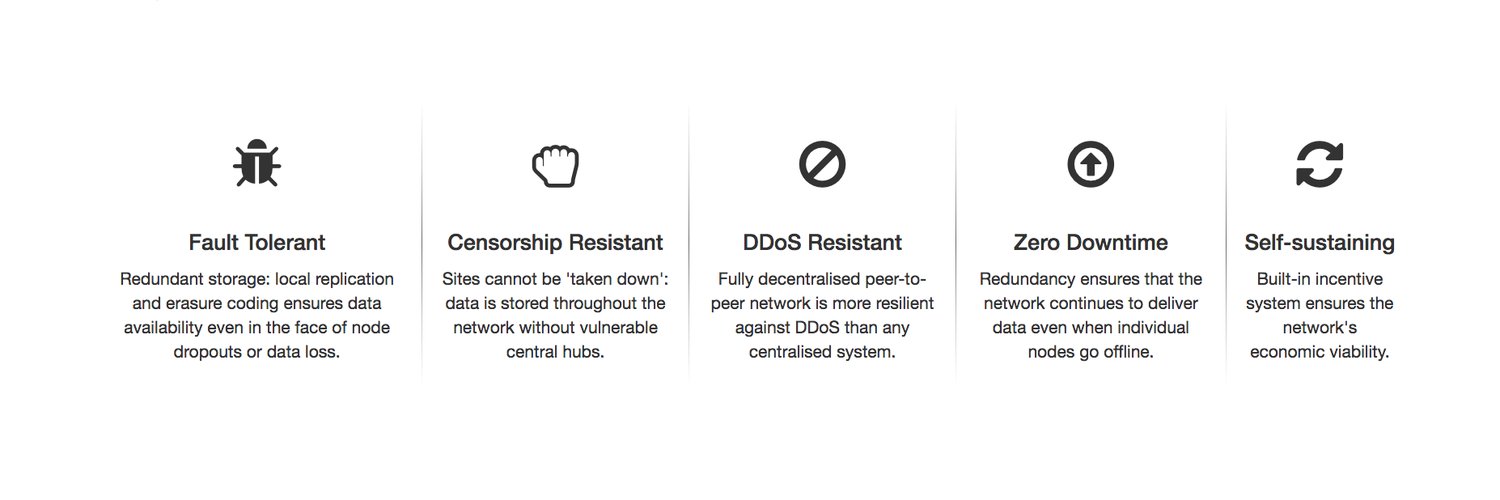 Fault Tolerant
Redundant storage: local replication
and erasure coding ensures data
availability even in the face of node
dropouts or data loss.
Censorship Resistant
Sites cannot be 'taken down':
data is stored throughout the
network without vulnerable
central hubs.
DDoS Resistant
Fully decentralised peer-to-
peer network is more resilient
against DDoS than any
centralised system.
Zero Downtime
Redundancy ensures that the
network continues to deliver
data even when individual
nodes go offline.
Self-sustaining
Built-in incentive
system ensures the
network's
economic viability.